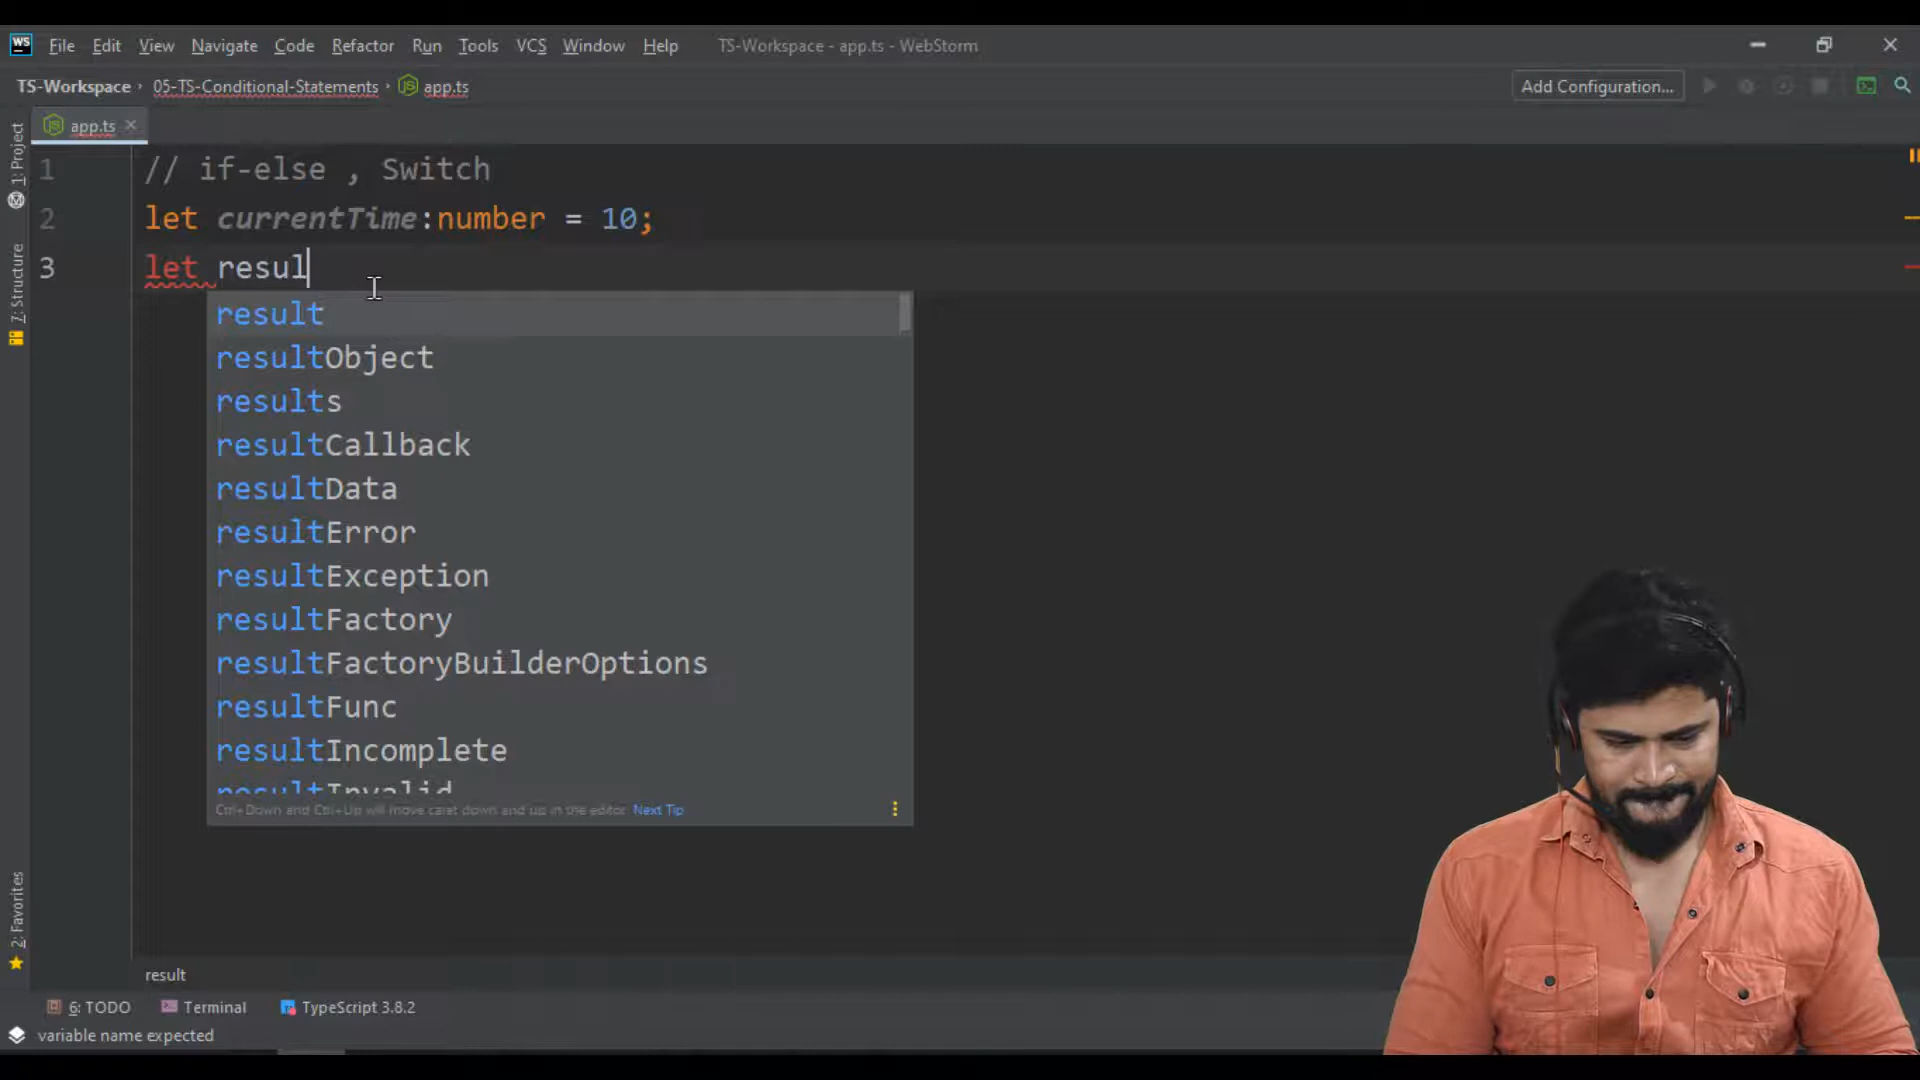 WS File Edit View Navigate Code Refactor Run Tools VCS Window Help TS-Workspace - app.ts - WebStorm
TS-Workspace › 05-TS-Conditional-Statements › JS app.ts Add Configuration...
JS app.ts
1 // if-else , Switch
2 let currentTime:number = 10;
3 let resul
result
resultObject
results
resultCallback
resultData
resultError
resultException
resultFactory
resultFactoryBuilderOptions
resultFunc
resultIncomplete
resultInvalid
Ctrl+Down and Ctrl+Up will move caret down and up in the editor Next Tip
1: Project
7: Structure
2: Favorites
result
6: TODO Terminal TypeScript 3.8.2
variable name expected